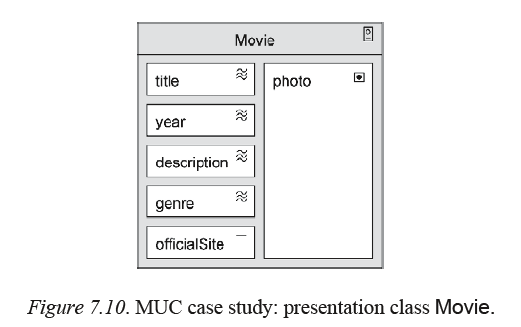 Movie
title
photo
year
description
genre
officialSite
Figure 7.10. MUC case study: presentation class Movie.